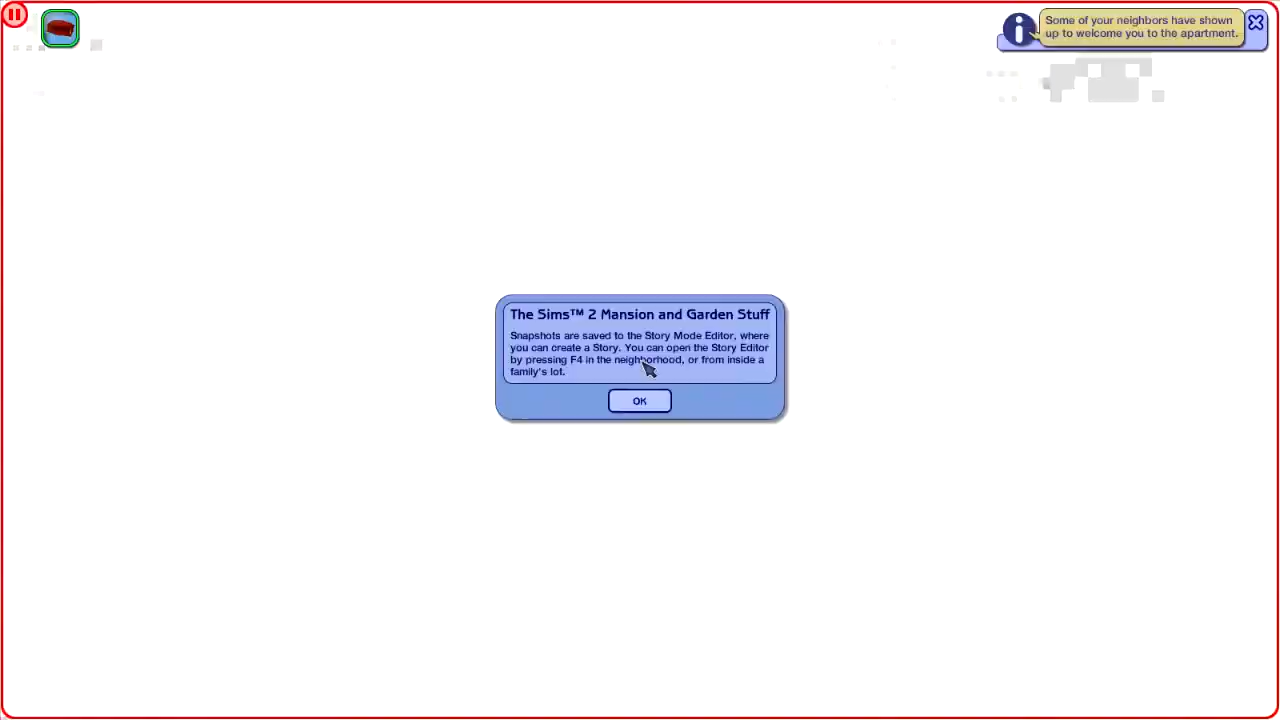 Some of your neighbors have shown
up to welcome you to the apartment.
The Sims™ 2 Mansion and Garden Stuff
Snapshots are saved to the Story Mode Editor, where
you can create a Story. You can open the Story Editor
by pressing F4 in the neighborhood, or from inside a
family's lot.
OK